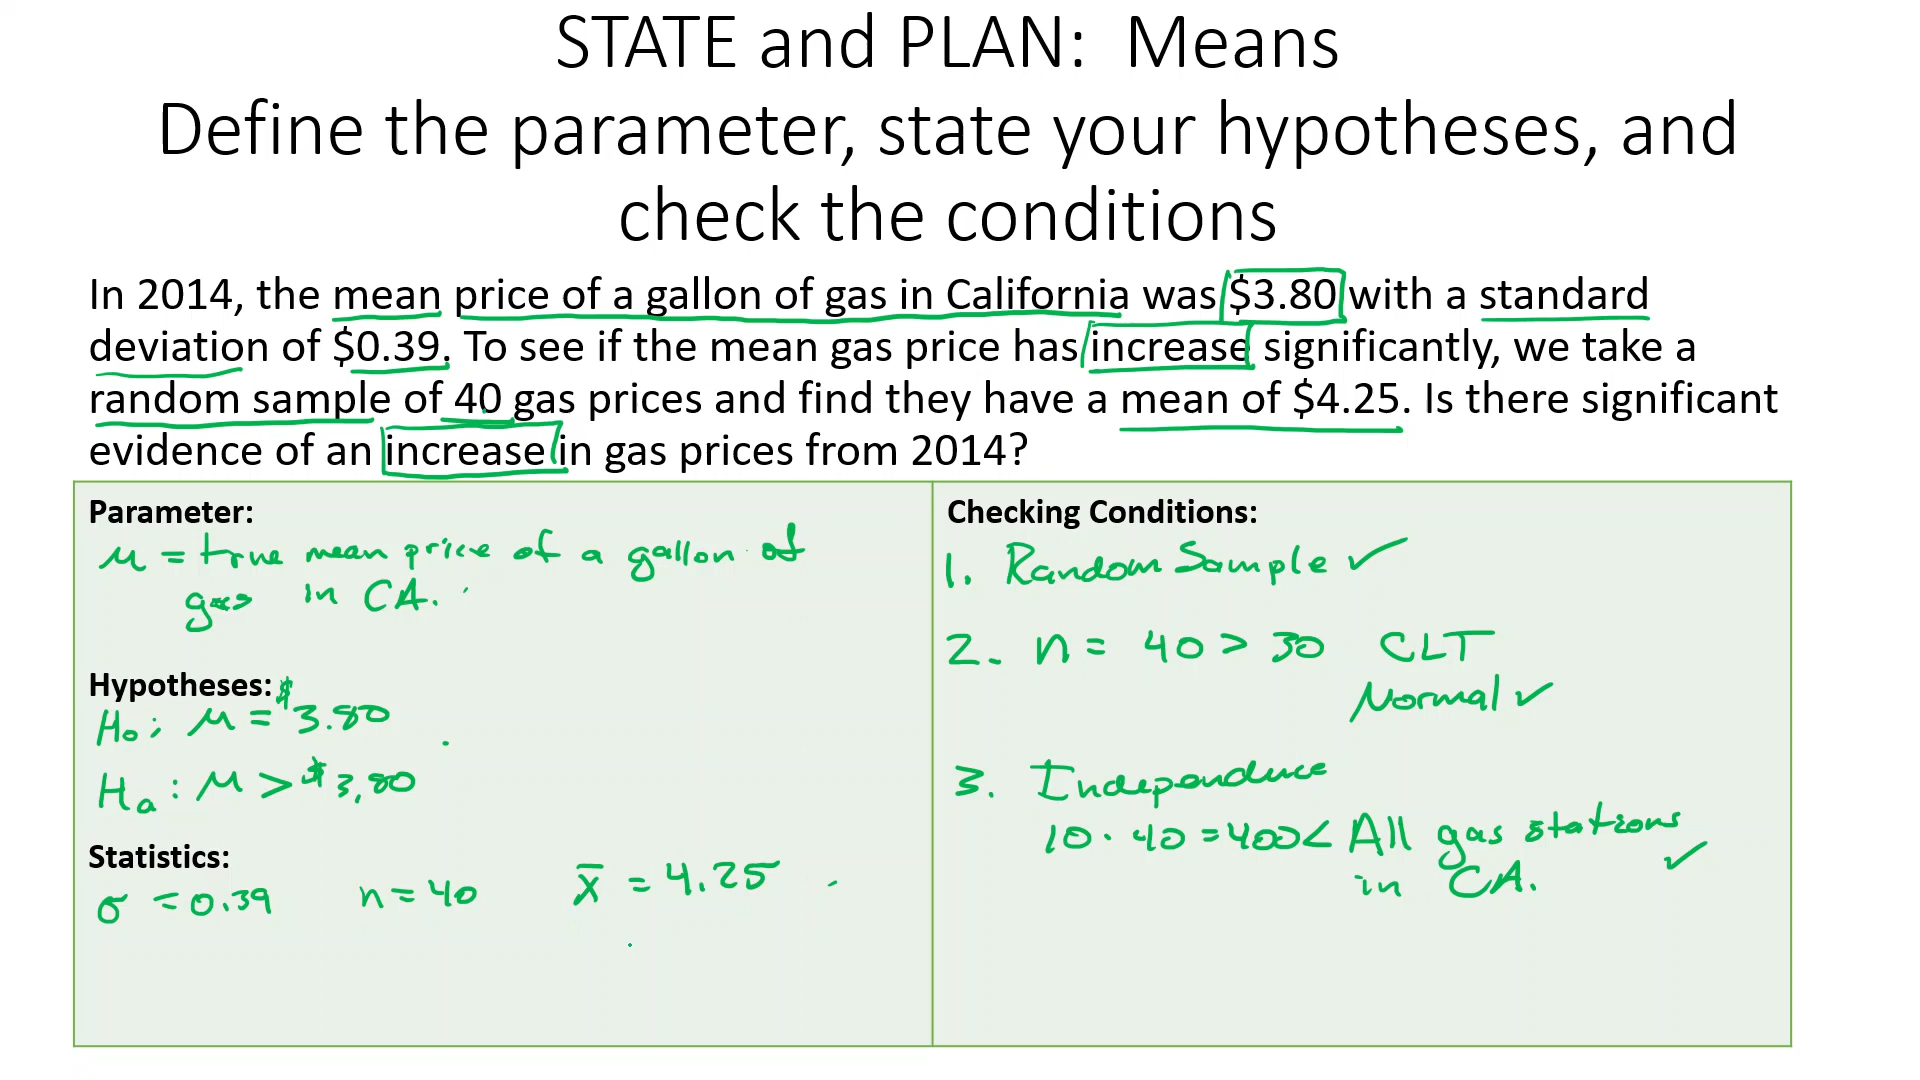 STATE and PLAN: Means
Define the parameter, state your hypotheses, and
check the conditions
In 2014, the mean price of a gallon of gas in California was $3.80 with a standard
deviation of $0.39. To see if the mean gas price has increase significantly, we take a
random sample of 40 gas prices and find they have a mean of $4.25. Is there significant
evidence of an increase in gas prices from 2014?
Parameter:
μ = true mean price of a gallon of
gas in CA.
Hypotheses:
H₀: μ = $3.80
Hₐ: μ > $3.80
Statistics:
σ = 0.39 n = 40 x̄ = 4.25
Checking Conditions:
1. Random Sample ✓
2. n = 40 > 30 CLT
Normal ✓
3. Independence
10 · 40 = 400 < All gas stations
in CA. ✓